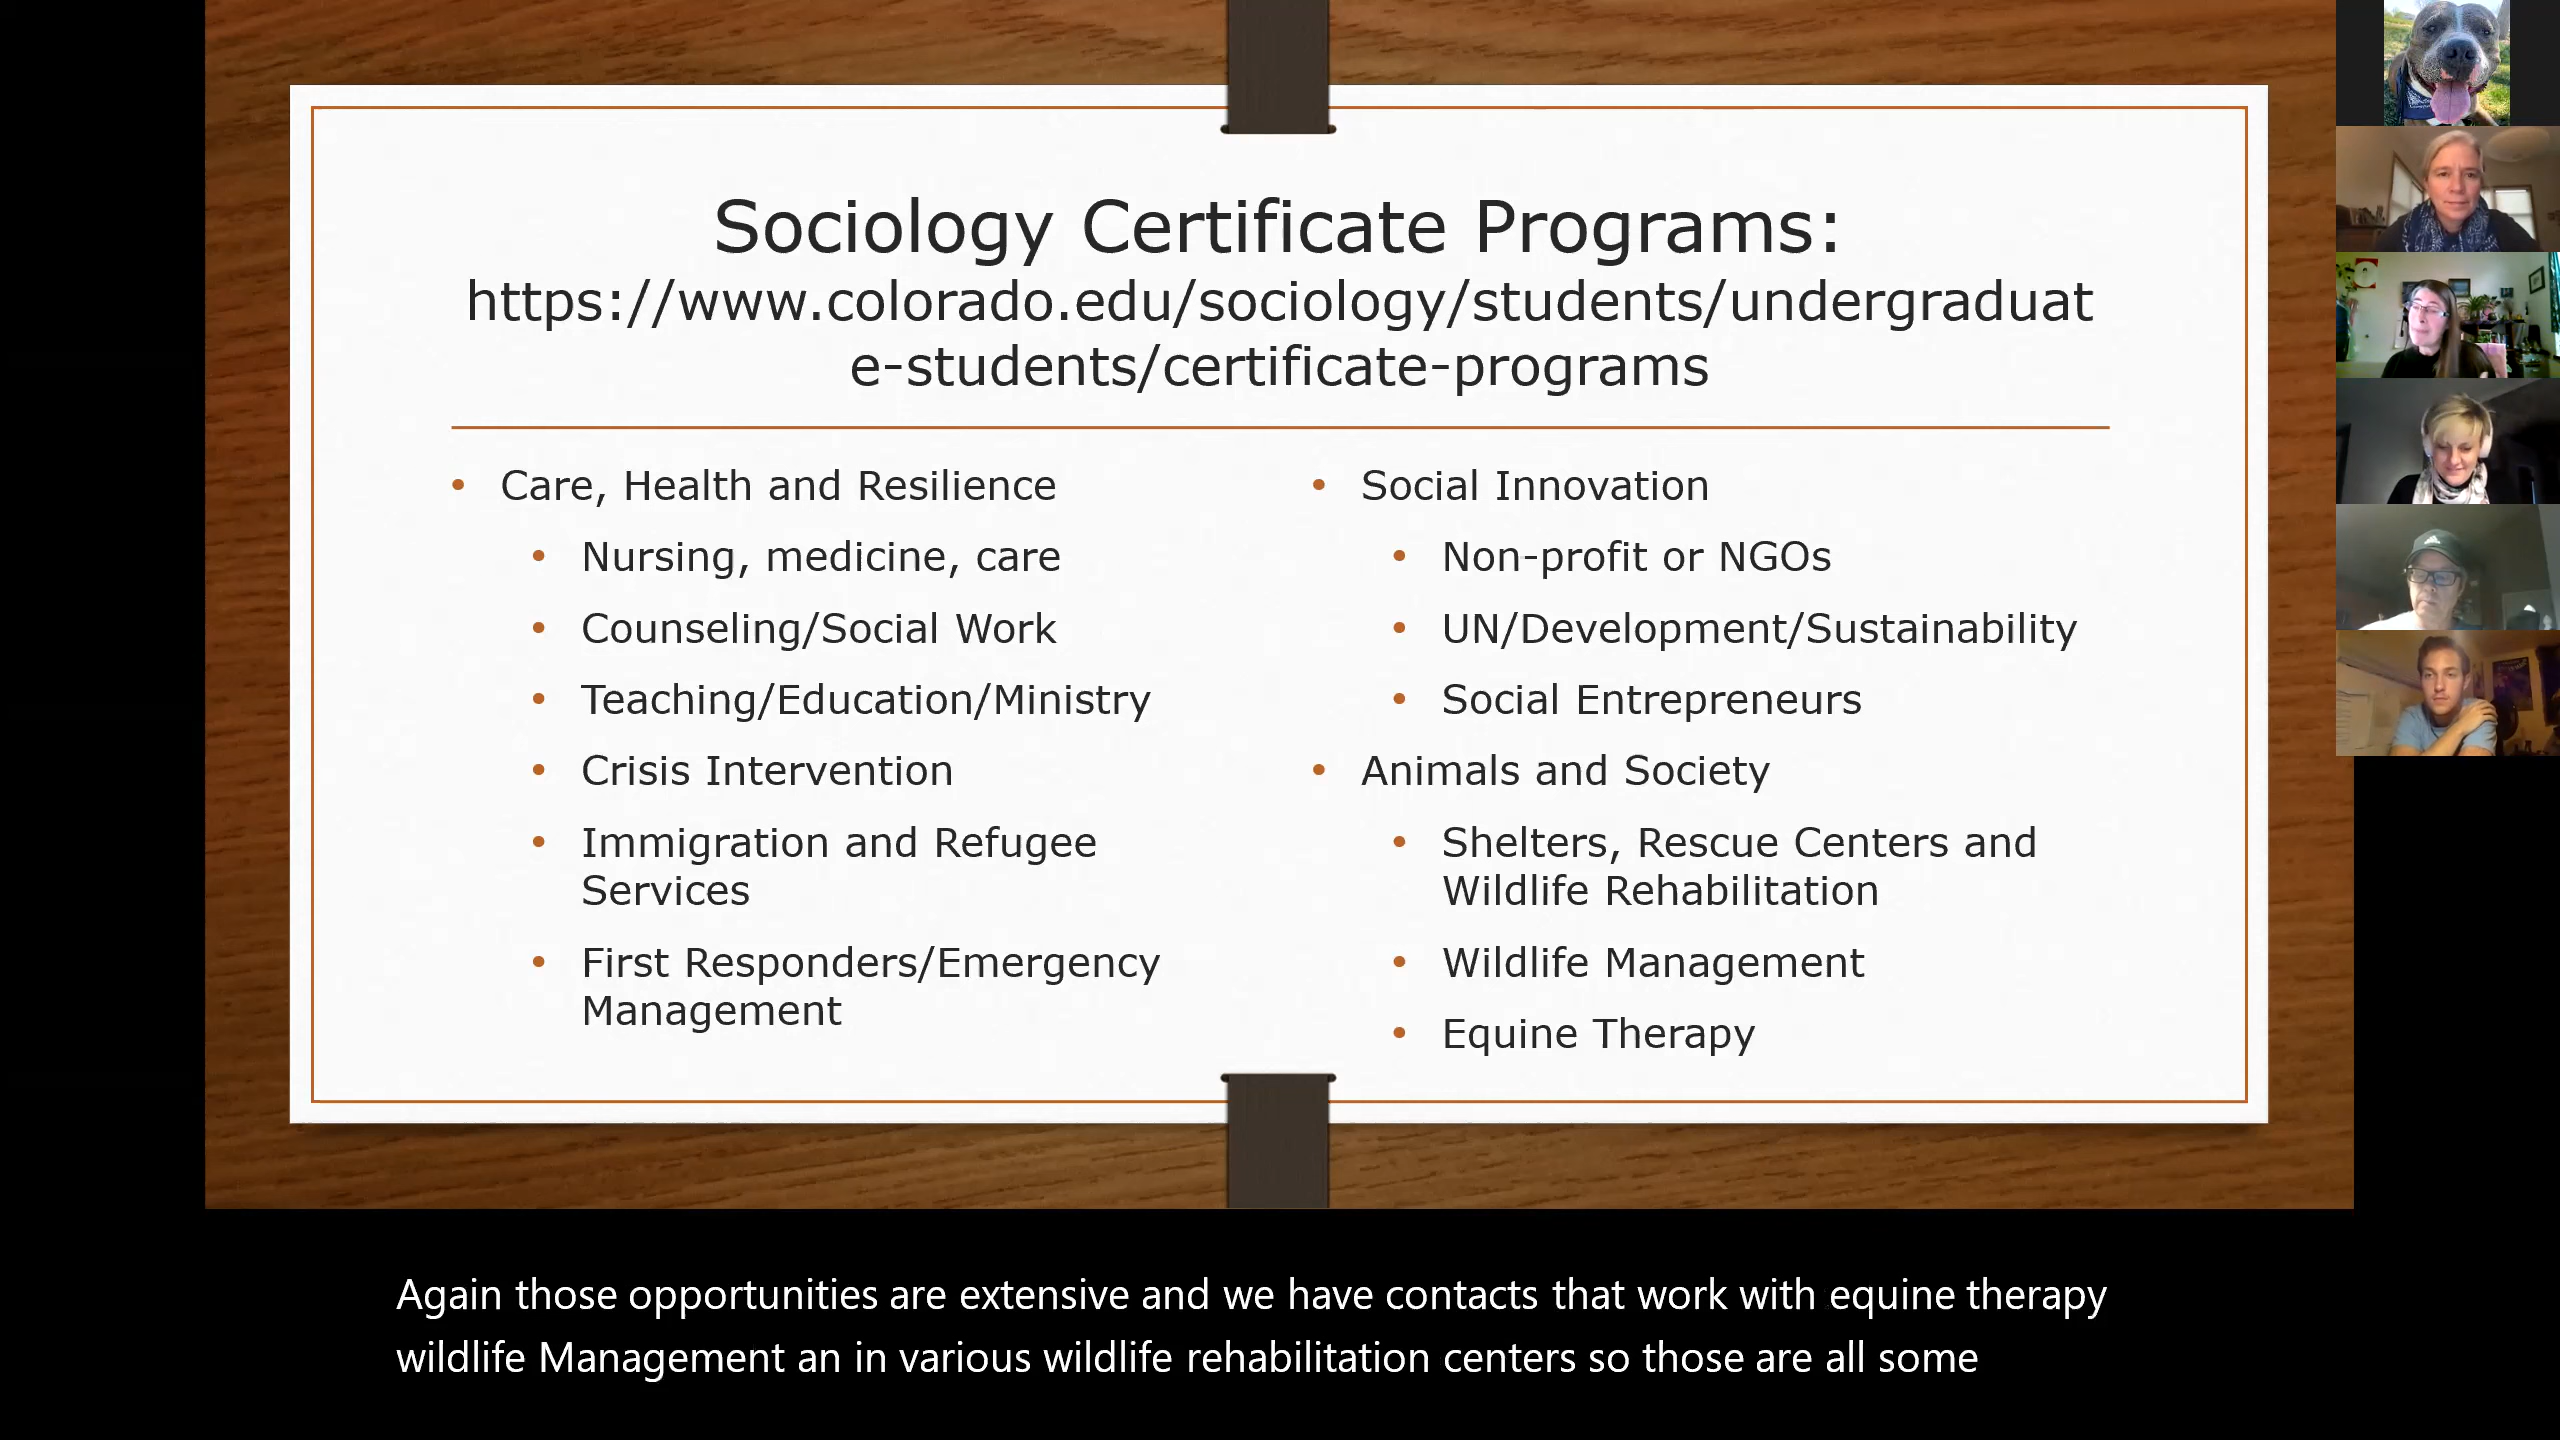 Sociology Certificate Programs:
https://www.colorado.edu/sociology/students/undergraduat
e-students/certificate-programs
• Care, Health and Resilience
• Nursing, medicine, care
• Counseling/Social Work
• Teaching/Education/Ministry
• Crisis Intervention
• Immigration and Refugee
Services
• First Responders/Emergency
Management
• Social Innovation
• Non-profit or NGOs
• UN/Development/Sustainability
• Social Entrepreneurs
• Animals and Society
• Shelters, Rescue Centers and
Wildlife Rehabilitation
• Wildlife Management
• Equine Therapy
Again those opportunities are extensive and we have contacts that work with equine therapy
wildlife Management an in various wildlife rehabilitation centers so those are all some